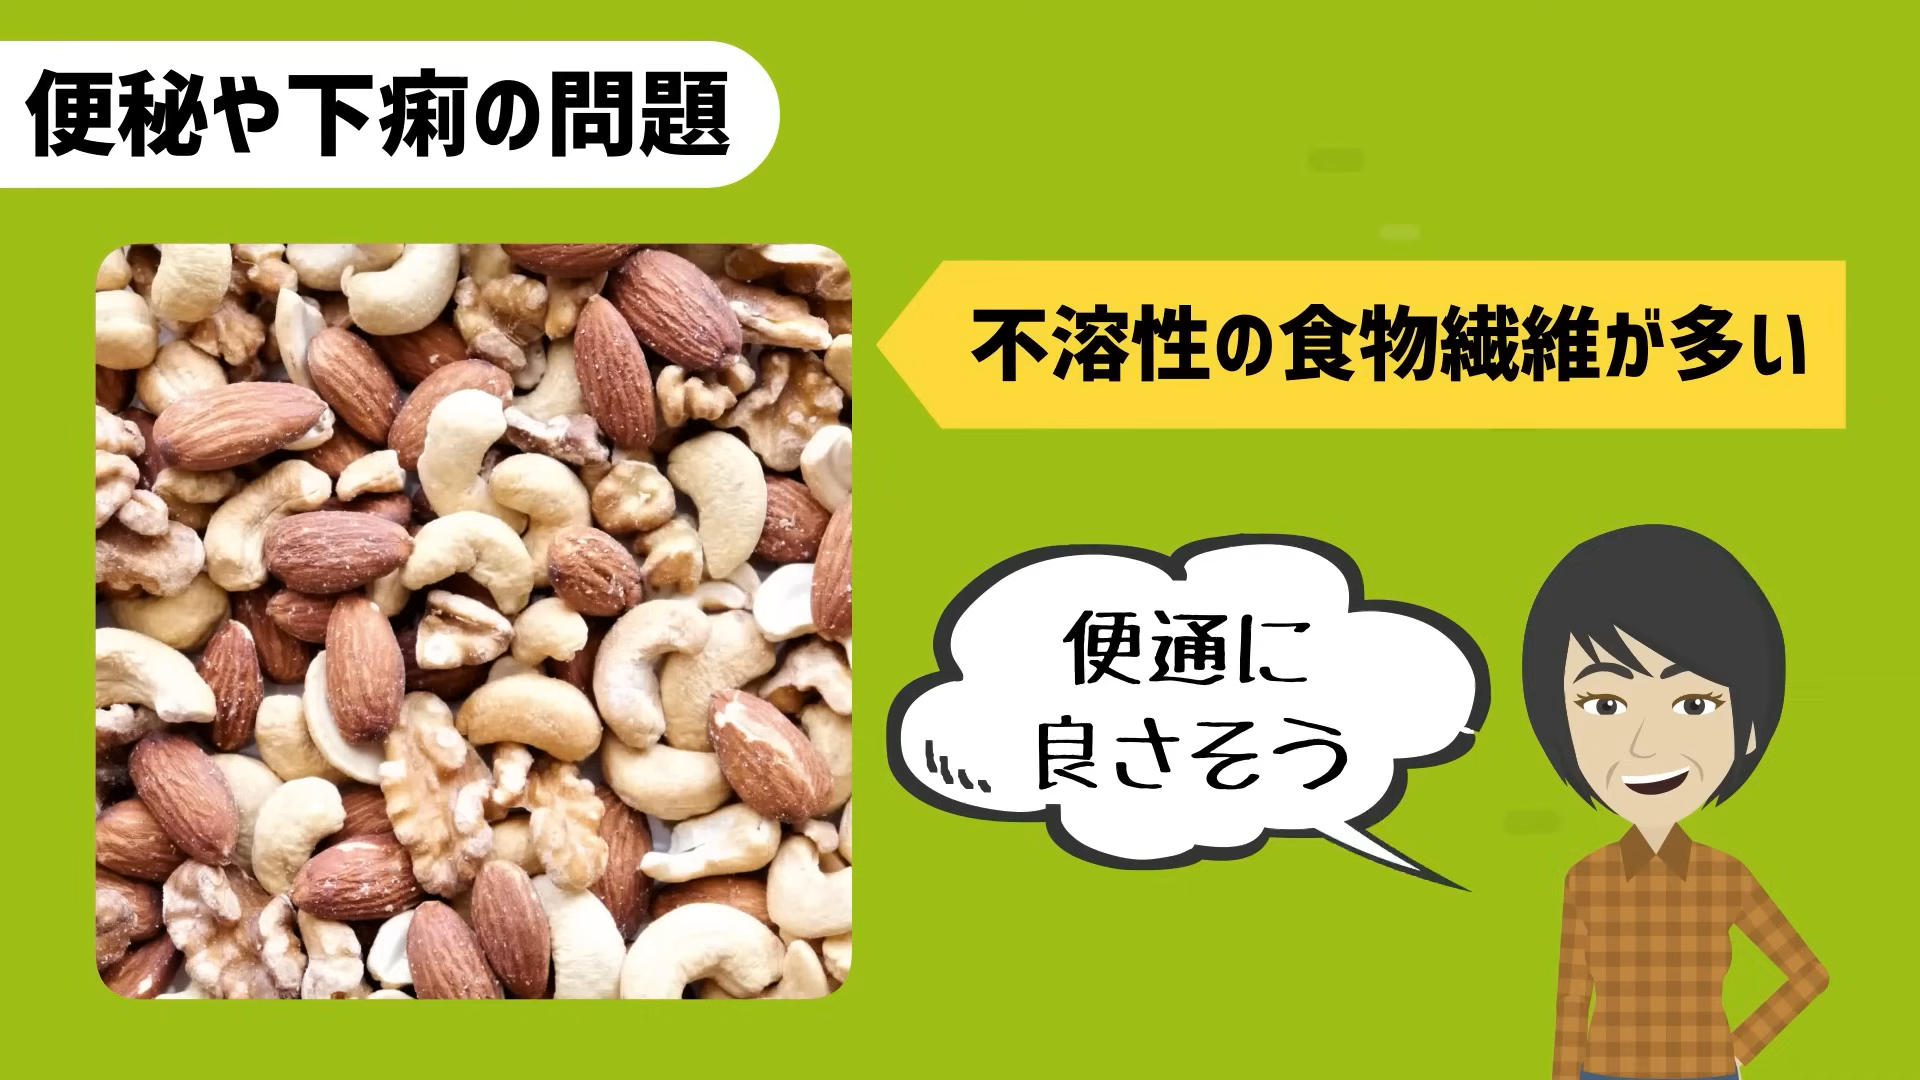 便秘や下痢の問題
不溶性の食物繊維が多い
便通に
良さそう